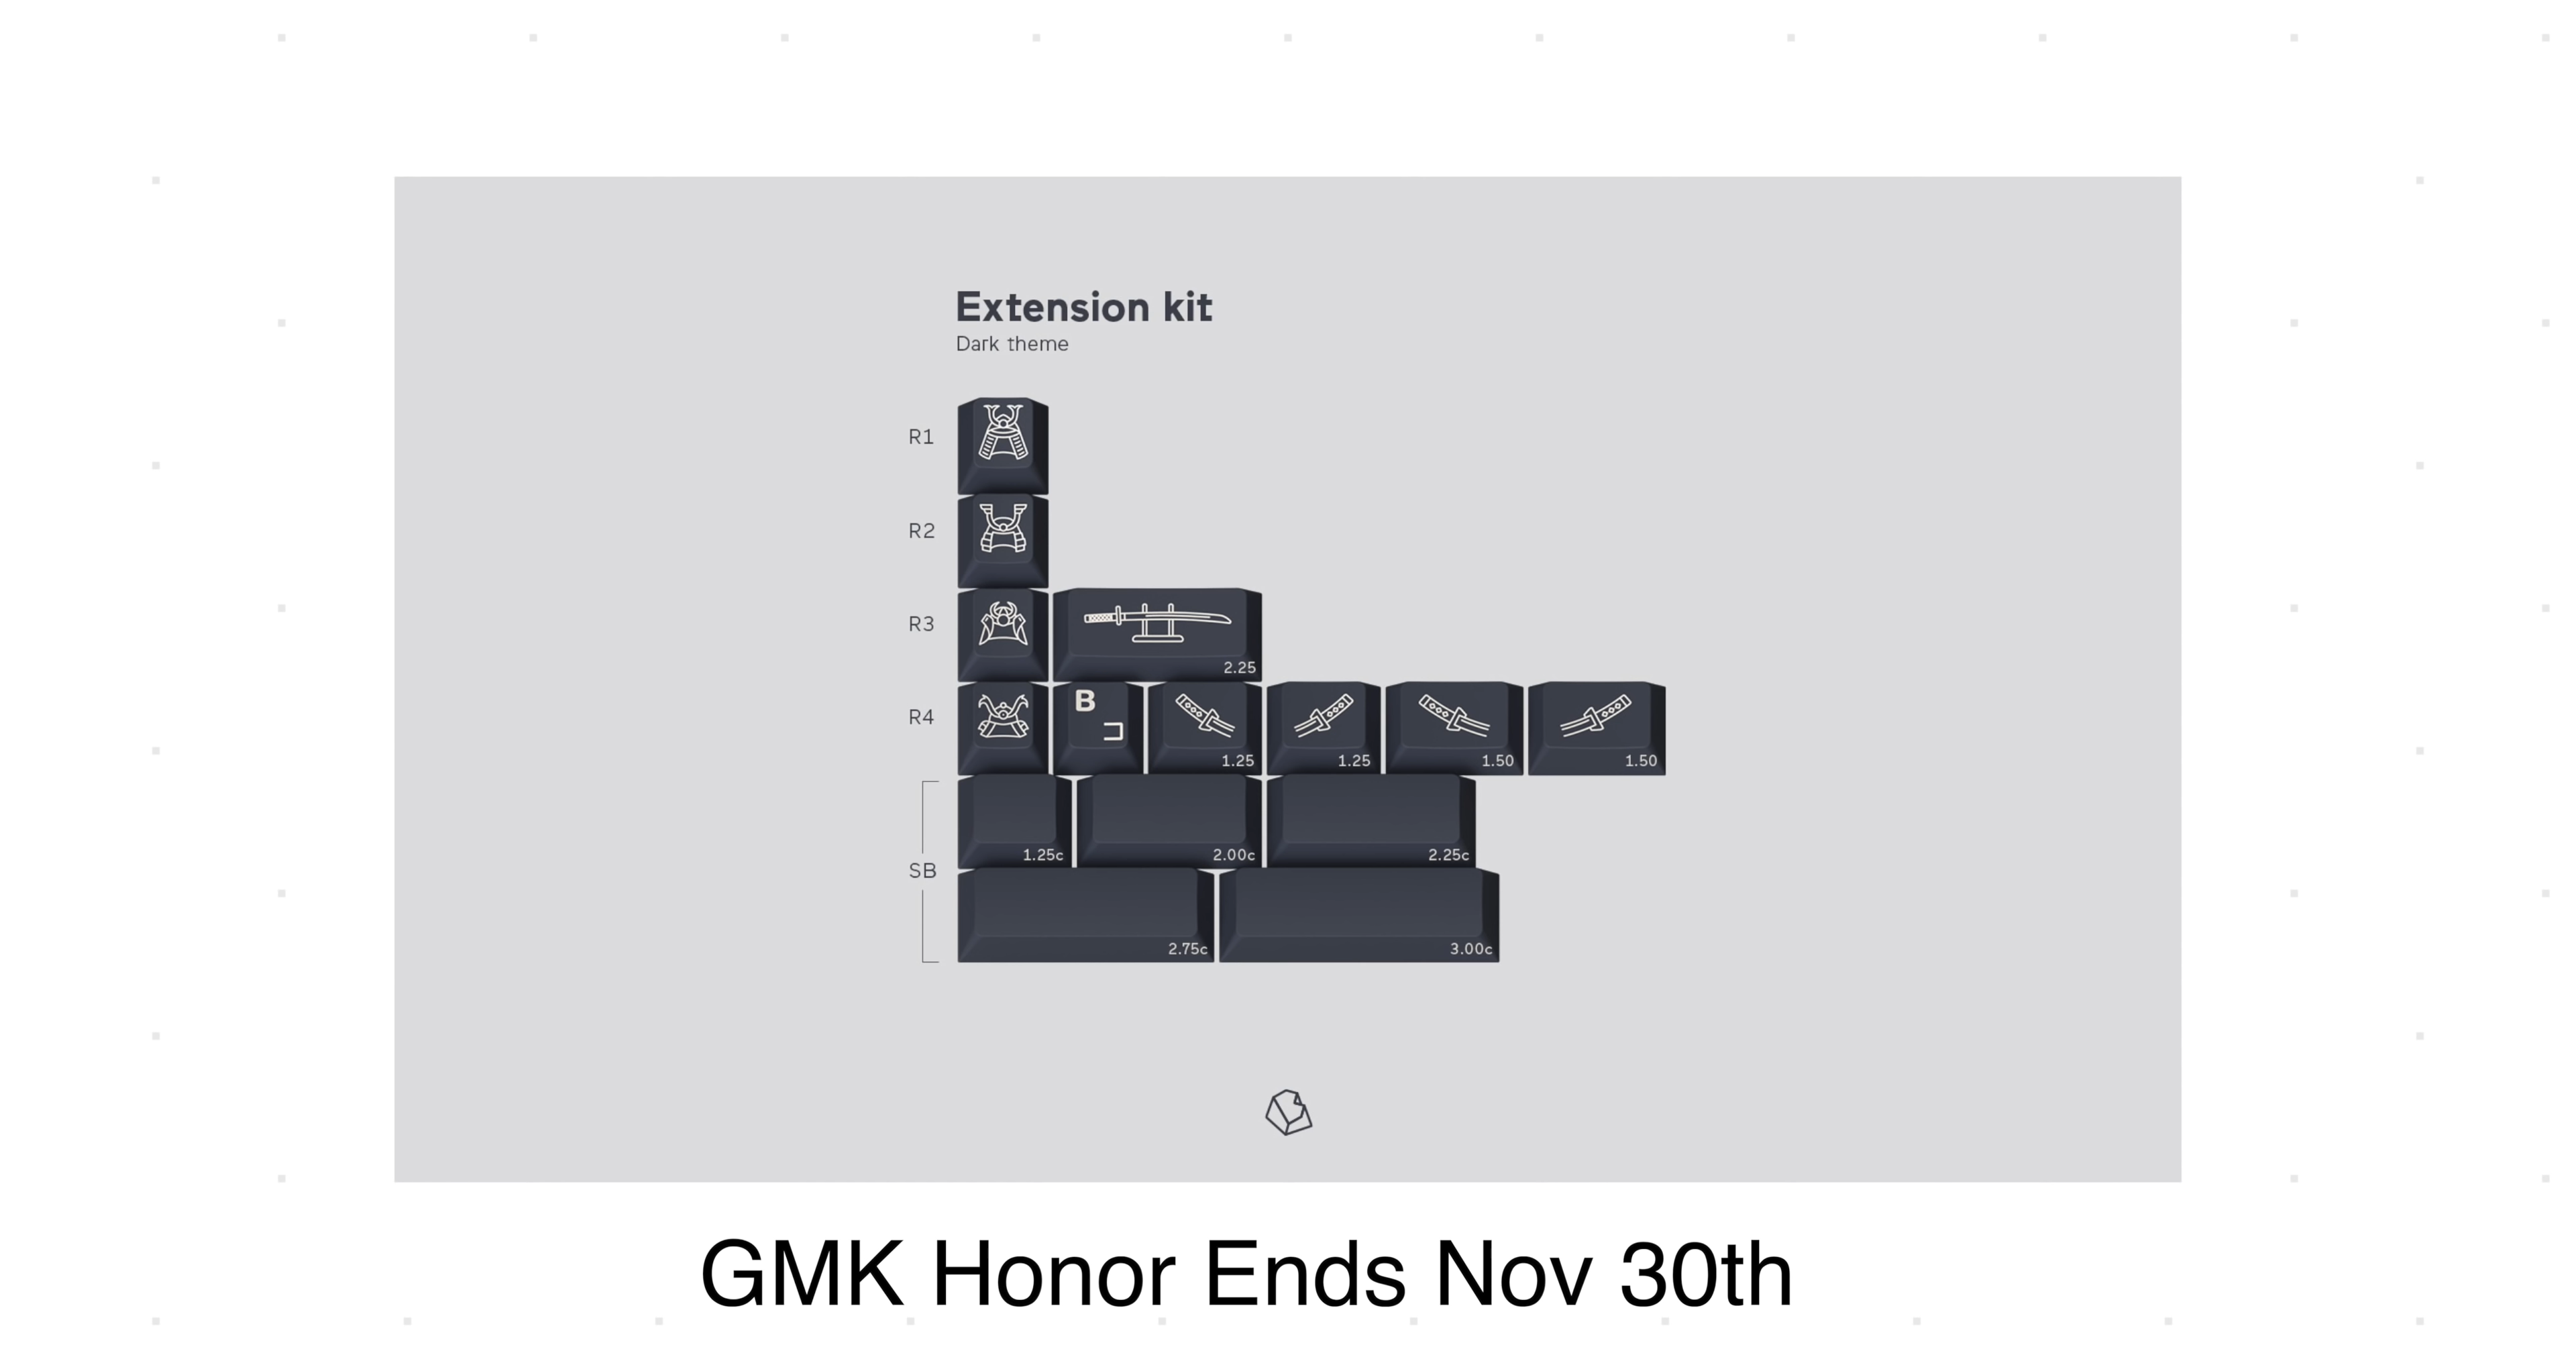 Extension kit
Dark theme
R1
R2
R3
2.25
R4
B
コ
1.25
1.25
1.50
1.50
SB
1.25c
2.00c
2.25c
2.75c
3.00c
GMK Honor Ends Nov 30th